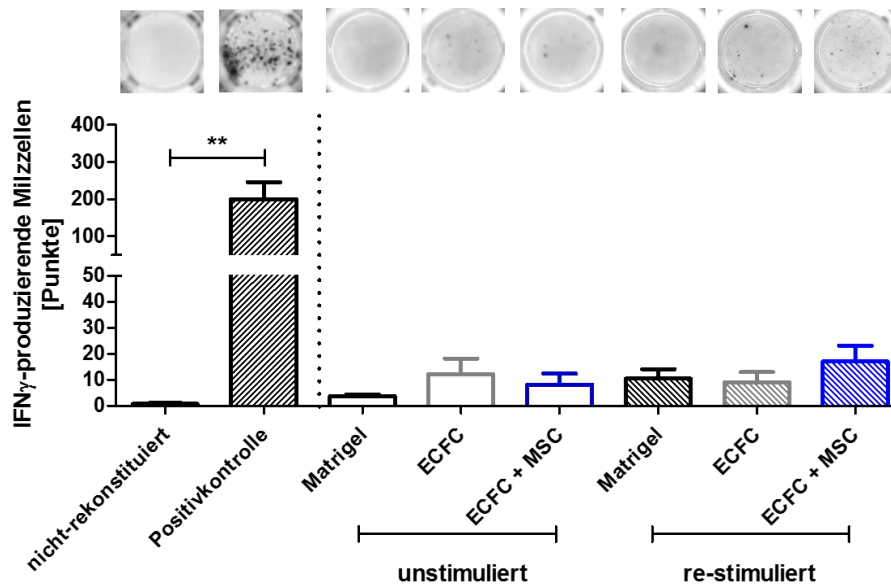 IFNγ-produzierende Milzzellen
[Punkte]
400
300
200
100
50
40
30
20
10
0
**
nicht-rekonstituiert
Positivkontrolle
Matrigel
ECFC
ECFC + MSC
Matrigel
ECFC
ECFC + MSC
unstimuliert
re-stimuliert